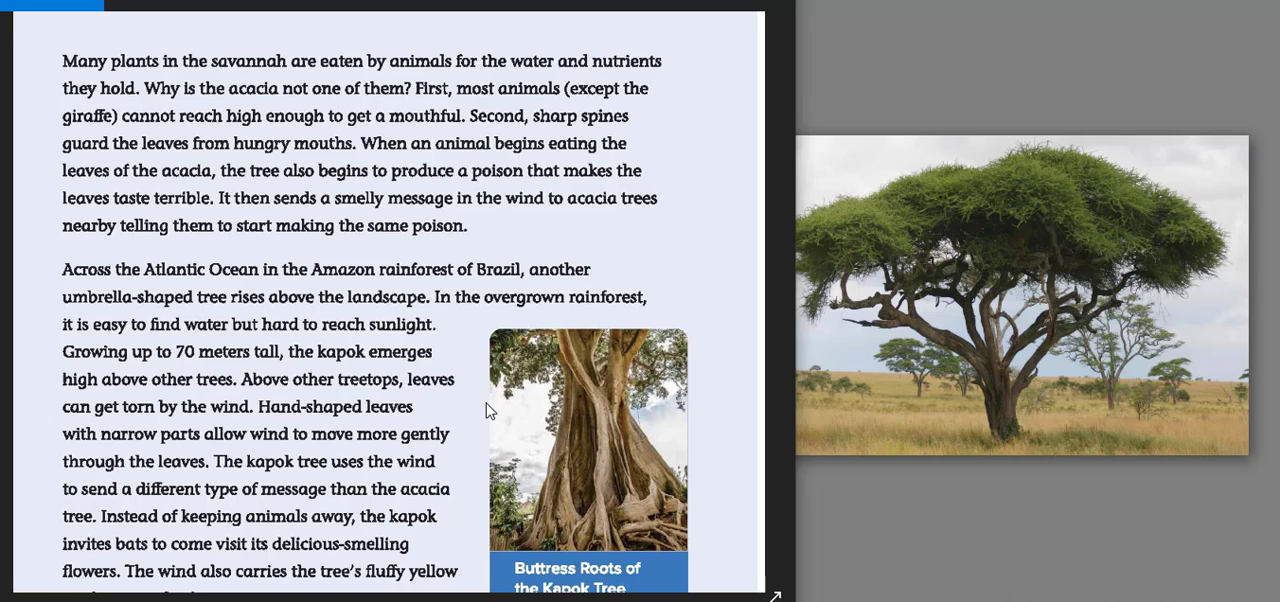 Many plants in the savannah are eaten by animals for the water and nutrients
they hold. Why is the acacia not one of them? First, most animals (except the
giraffe) cannot reach high enough to get a mouthful. Second, sharp spines
guard the leaves from hungry mouths. When an animal begins eating the
leaves of the acacia, the tree also begins to produce a poison that makes the
leaves taste terrible. It then sends a smelly message in the wind to acacia trees
nearby telling them to start making the same poison.
Across the Atlantic Ocean in the Amazon rainforest of Brazil, another
umbrella-shaped tree rises above the landscape. In the overgrown rainforest,
it is easy to find water but hard to reach sunlight.
Growing up to 70 meters tall, the kapok emerges
high above other trees. Above other treetops, leaves
can get torn by the wind. Hand-shaped leaves
with narrow parts allow wind to move more gently
through the leaves. The kapok tree uses the wind
to send a different type of message than the acacia
tree. Instead of keeping animals away, the kapok
invites bats to come visit its delicious-smelling
flowers. The wind also carries the tree's fluffy yellow
Buttress Roots of
the Kapok Tree